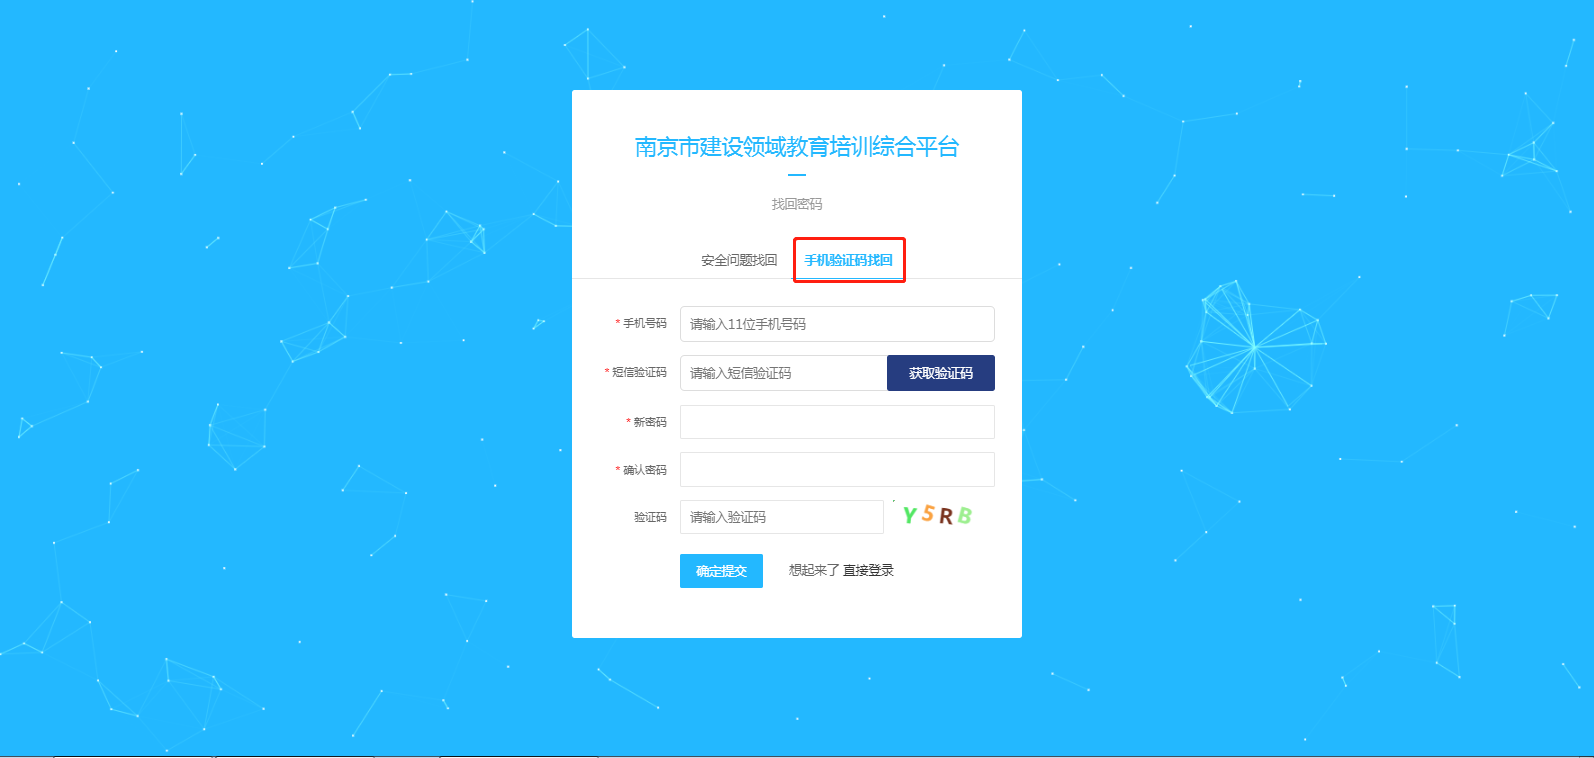 南京市建设领域教育培训综合平台
找回密码
安全问题找回 手机验证码找回
* 手机号码 请输入11位手机号码
* 短信验证码 请输入短信验证码 获取验证码
* 新密码
* 确认密码
验证码 请输入验证码 Y5RB
确定提交 想起来了 直接登录